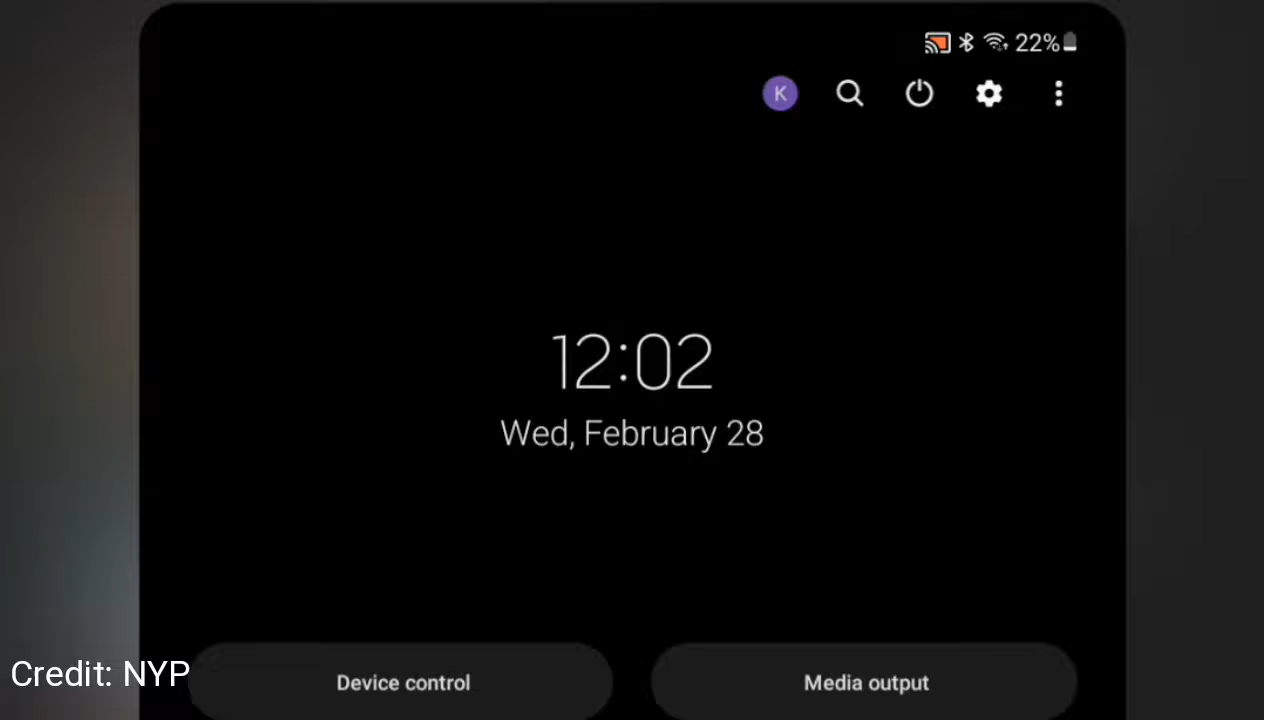 22%
K
12:02
Wed, February 28
Credit: NYP
Device control
Media output